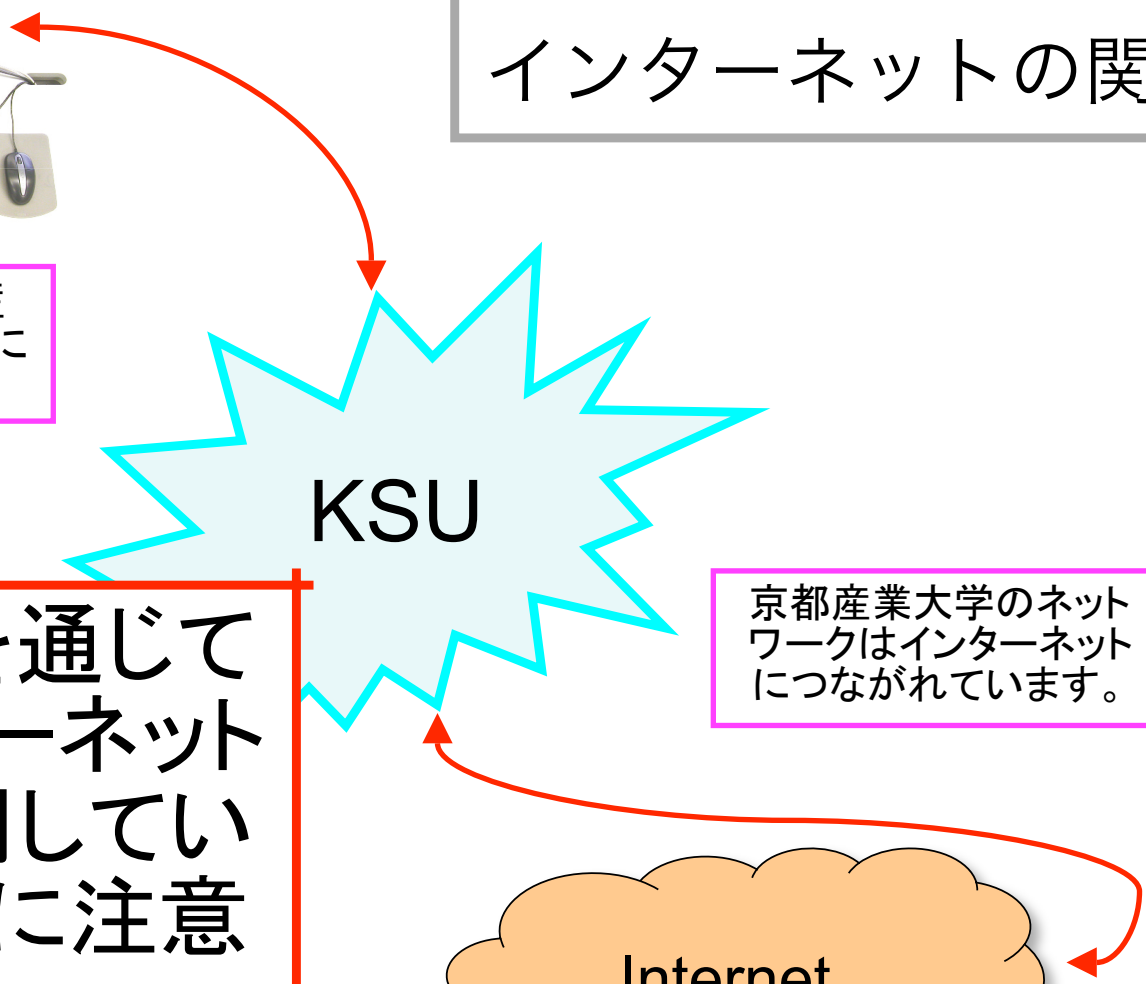 インターネットの関
に
KSU
京都産業大学のネット
ワークはインターネット
につながれています。
を通じて
ーネット
してい
に注意
Internet